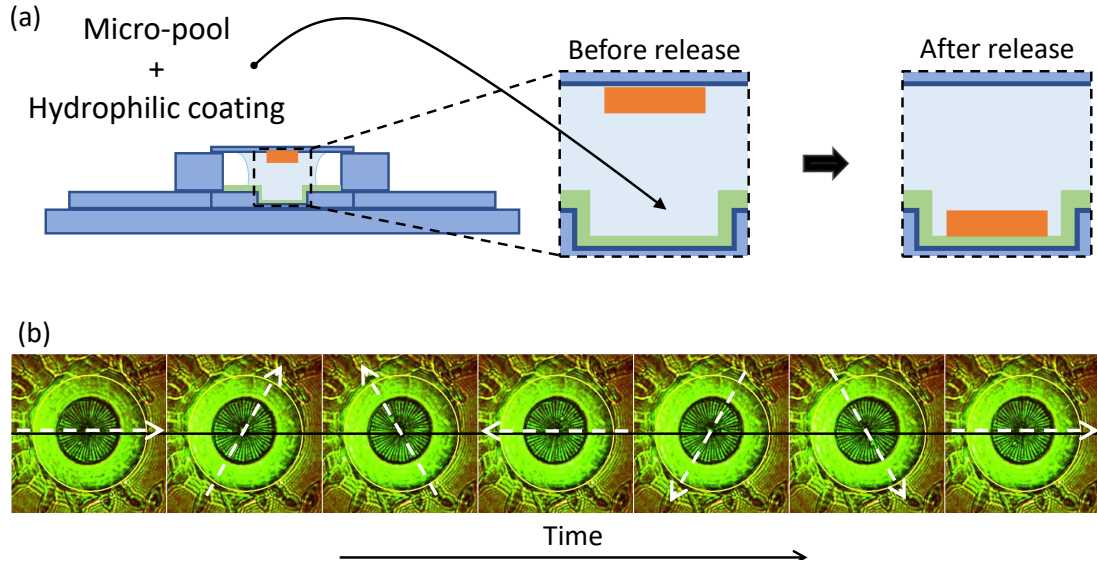 (a)
Micro-pool
+
Hydrophilic coating
Before release
After release
(b)
Time